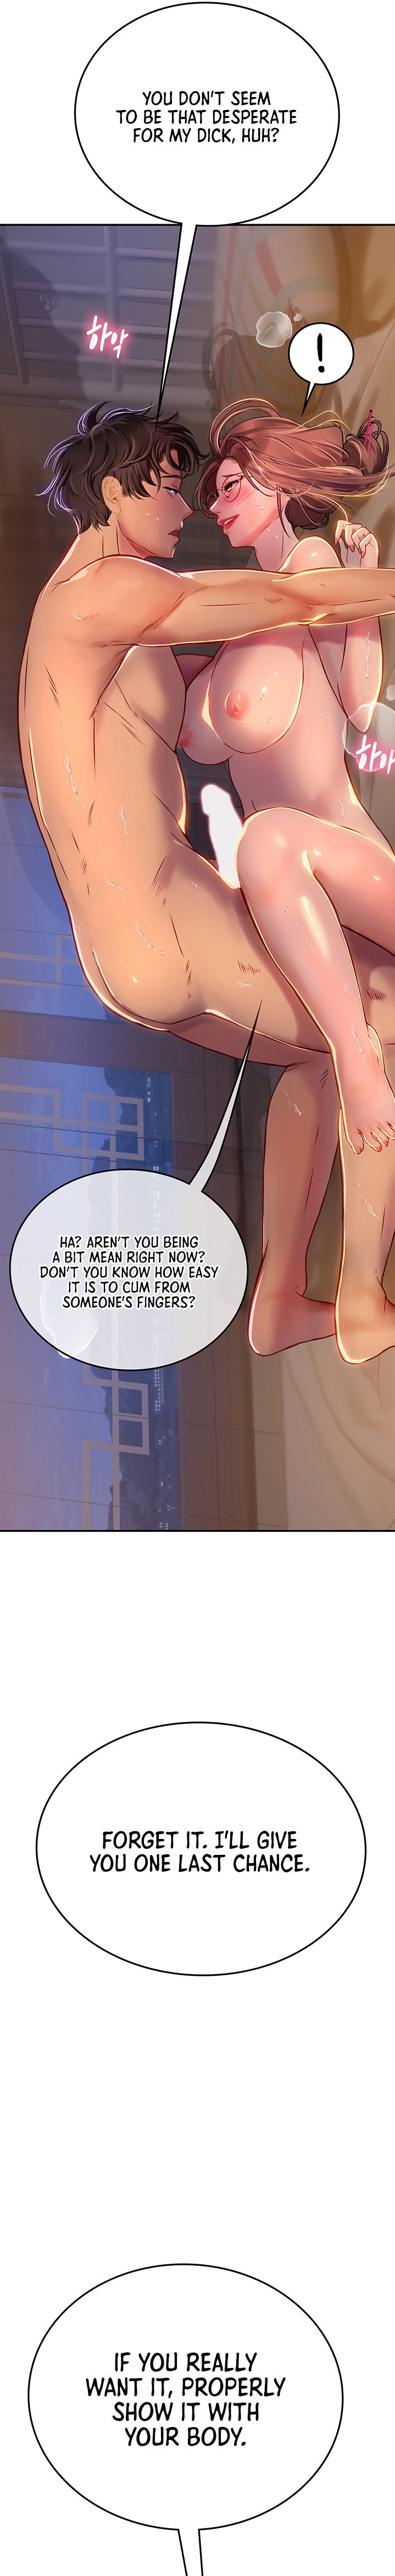 YOU DON'T SEEM
TO BE THAT DESPERATE
FOR MY DICK, HUH?
하악
!
하아
HA? AREN'T YOU BEING
A BIT MEAN RIGHT NOW?
DON'T YOU KNOW HOW EASY
IT IS TO CUM FROM
SOMEONE'S FINGERS?
FORGET IT. I'LL GIVE
YOU ONE LAST CHANCE.
IF YOU REALLY
WANT IT, PROPERLY
SHOW IT WITH
YOUR BODY.